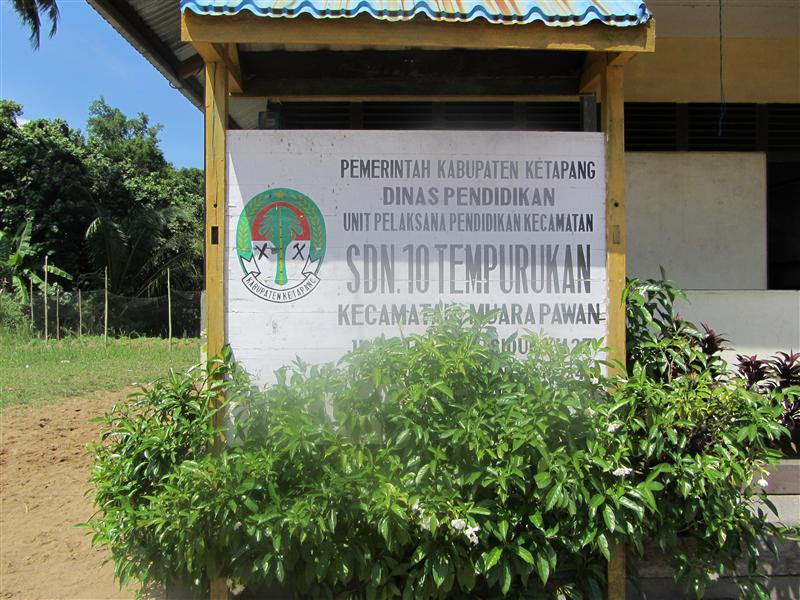 PEMERINTAH KABUPATEN KETAPANG
DINAS PENDIDIKAN
UNIT PELAKSANA PENDIDIKAN KECAMATAN
SDN. 10 TEMPURUKAN
KECAMATAN MUARA PAWAN
KABUPATEN KETAPANG